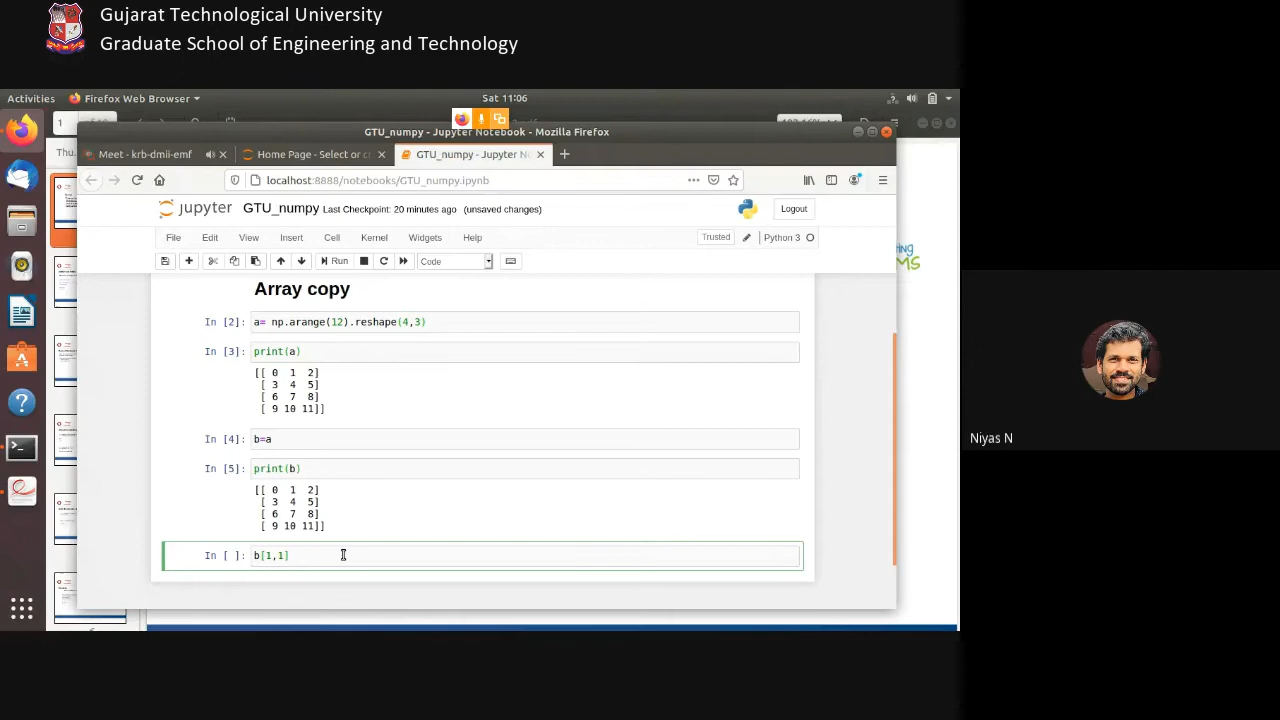 Gujarat Technological University
Graduate School of Engineering and Technology
Activities
Firefox Web Browser
Sat 11:06
1
GTU_numpy - Jupyter Notebook - Mozilla Firefox
Thu.
Meet - krb-dmii-emf
Home Page - Select or cr
GTU_numpy - Jupyter No
localhost:8888/notebooks/GTU_numpy.ipynb
jupyter GTU_numpy Last Checkpoint: 20 minutes ago (unsaved changes)
Logout
File Edit View Insert Cell Kernel Widgets Help
Trusted
Python 3
Run
Code
Array copy
In [2]: a= np.arange(12).reshape(4,3)
In [3]: print(a)
[[ 0 1 2]
[ 3 4 5]
[ 6 7 8]
[ 9 10 11]]
In [4]: b=a
In [5]: print(b)
[[ 0 1 2]
[ 3 4 5]
[ 6 7 8]
[ 9 10 11]]
In [ ]: b[1,1]
Niyas N